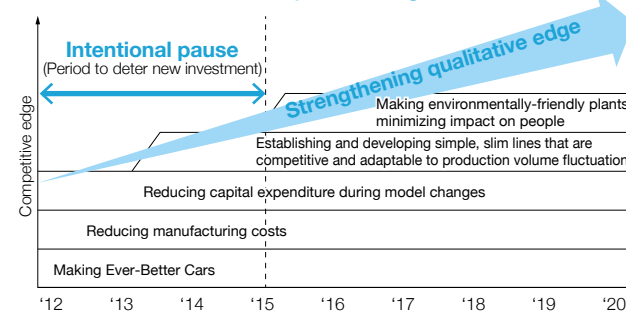 Intentional pause
(Period to deter new investment)
Strengthening qualitative edge
Making environmentally-friendly plants
minimizing impact on people
Establishing and developing simple, slim lines that are
competitive and adaptable to production volume fluctuation
Competitive edge
Reducing capital expenditure during model changes
Reducing manufacturing costs
Making Ever-Better Cars
‘12 ‘13 ‘14 ‘15 ‘16 ‘17 ‘18 ‘19 ‘20